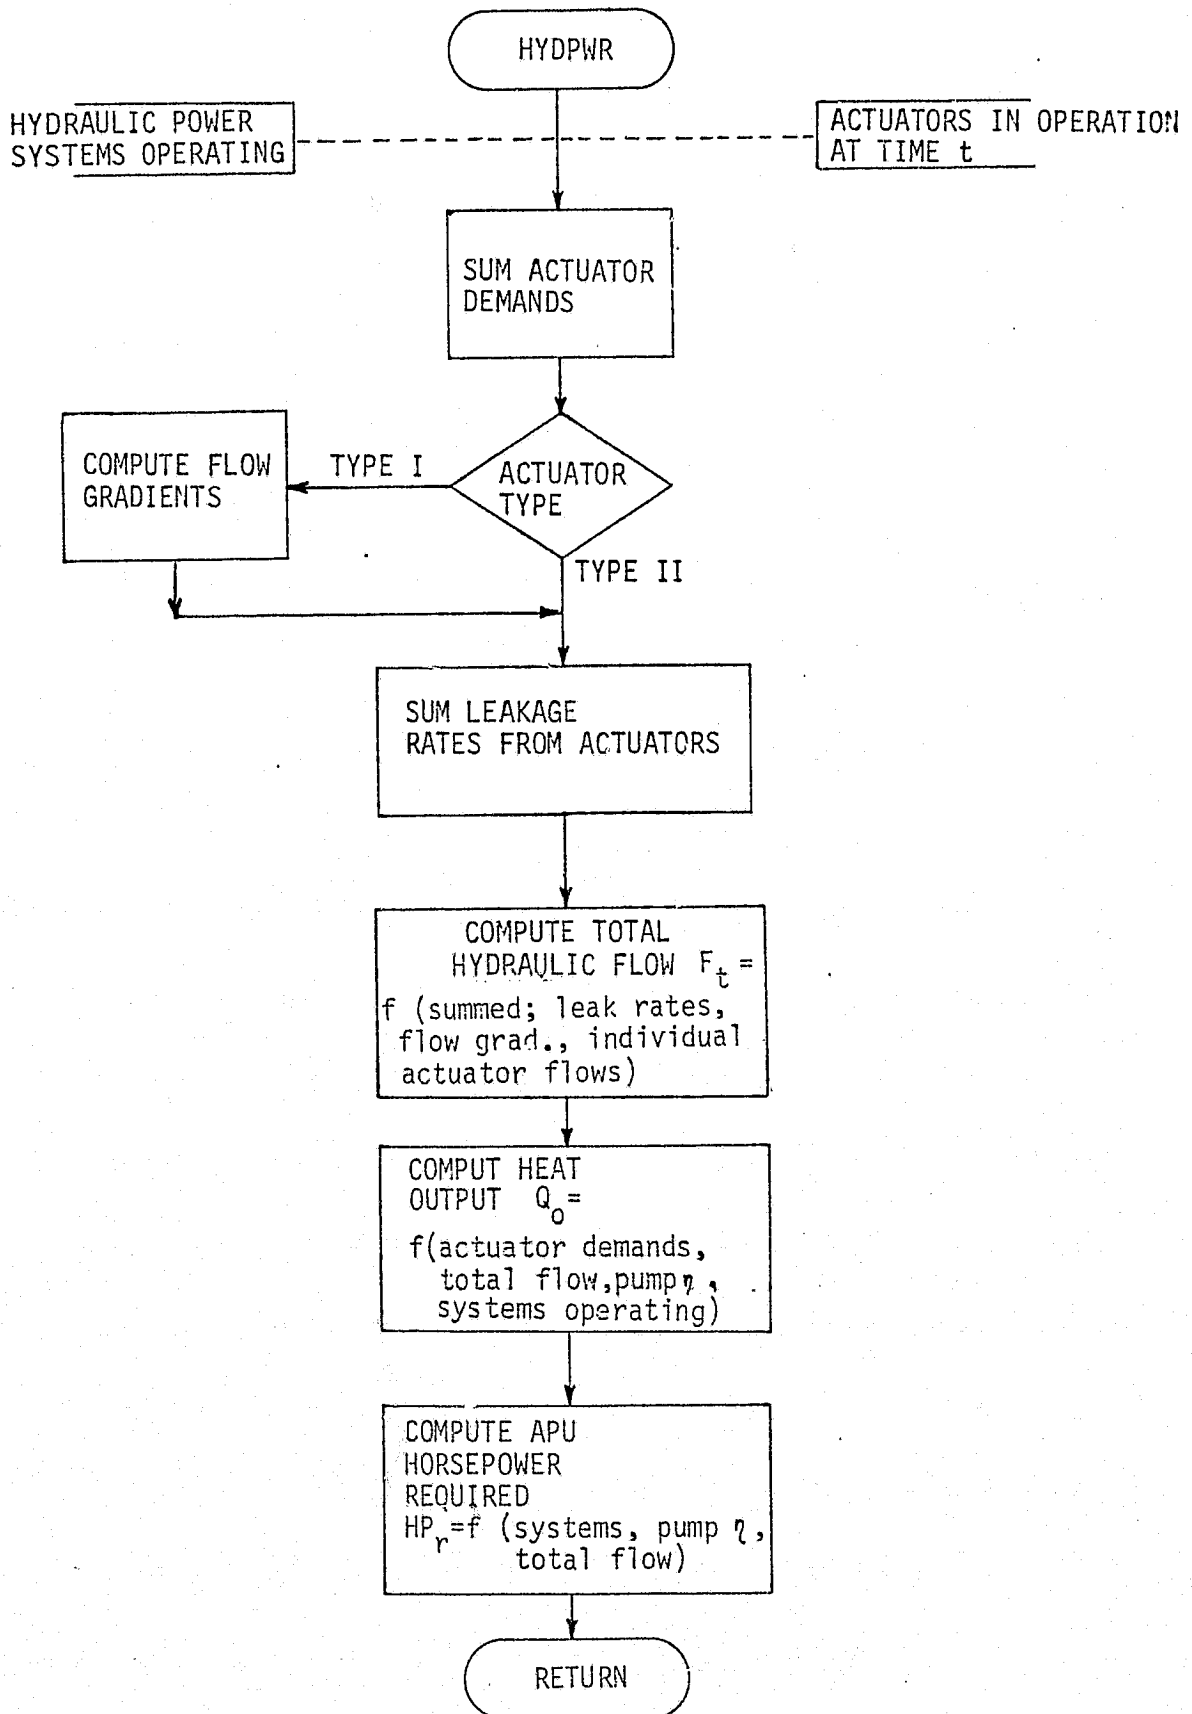 HYDPWR
HYDRAULIC POWER
SYSTEMS OPERATING
ACTUATORS IN OPERATION
AT TIME t
SUM ACTUATOR
DEMANDS
COMPUTE FLOW
GRADIENTS
TYPE I
ACTUATOR
TYPE
TYPE II
SUM LEAKAGE
RATES FROM ACTUATORS
COMPUTE TOTAL
HYDRAULIC FLOW Ft =
f (summed; leak rates,
flow grad., individual
actuator flows)
COMPUT HEAT
OUTPUT Qo=
f(actuator demands,
total flow,pump η ,
systems operating)
COMPUTE APU
HORSEPOWER
REQUIRED
HPr=f (systems, pump η ,
total flow)
RETURN